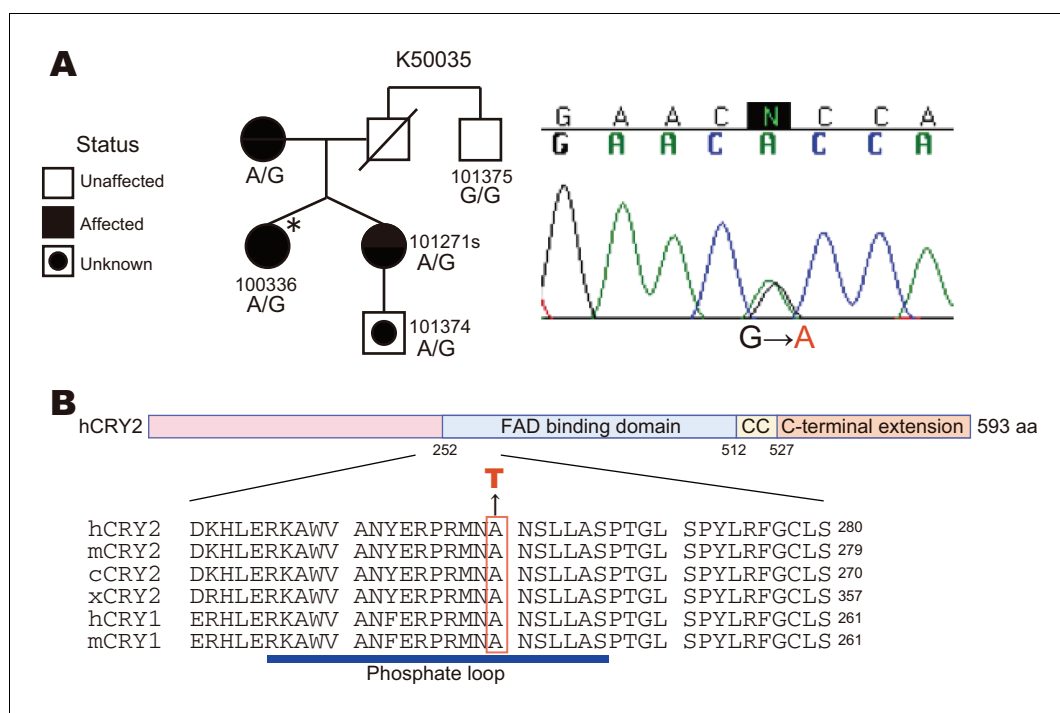 A
K50035
Status
Unaffected
Affected
Unknown
A/G
101375
G/G
*
100336
A/G
101271s
A/G
101374
A/G
G A A C N C C A
G A A C A C C A
G→A
B
hCRY2 FAD binding domain CC C-terminal extension 593 aa
252 512 527
T
↑
hCRY2 DKHLERKAWV ANYERPRMNA NSLLASPTGL SPYLRFGCLS 280
mCRY2 DKHLERKAWV ANYERPRMNA NSLLASPTGL SPYLRFGCLS 279
cCRY2 DKHLERKAWV ANYERPRMNA NSLLASPTGL SPYLRFGCLS 270
xCRY2 DRHLERKAWV ANYERPRMNA NSLLASPTGL SPYLRFGCLS 357
hCRY1 ERHLERKAWV ANFERPRMNA NSLLASPTGL SPYLRFGCLS 261
mCRY1 ERHLERKAWV ANFERPRMNA NSLLASPTGL SPYLRFGCLS 261
Phosphate loop